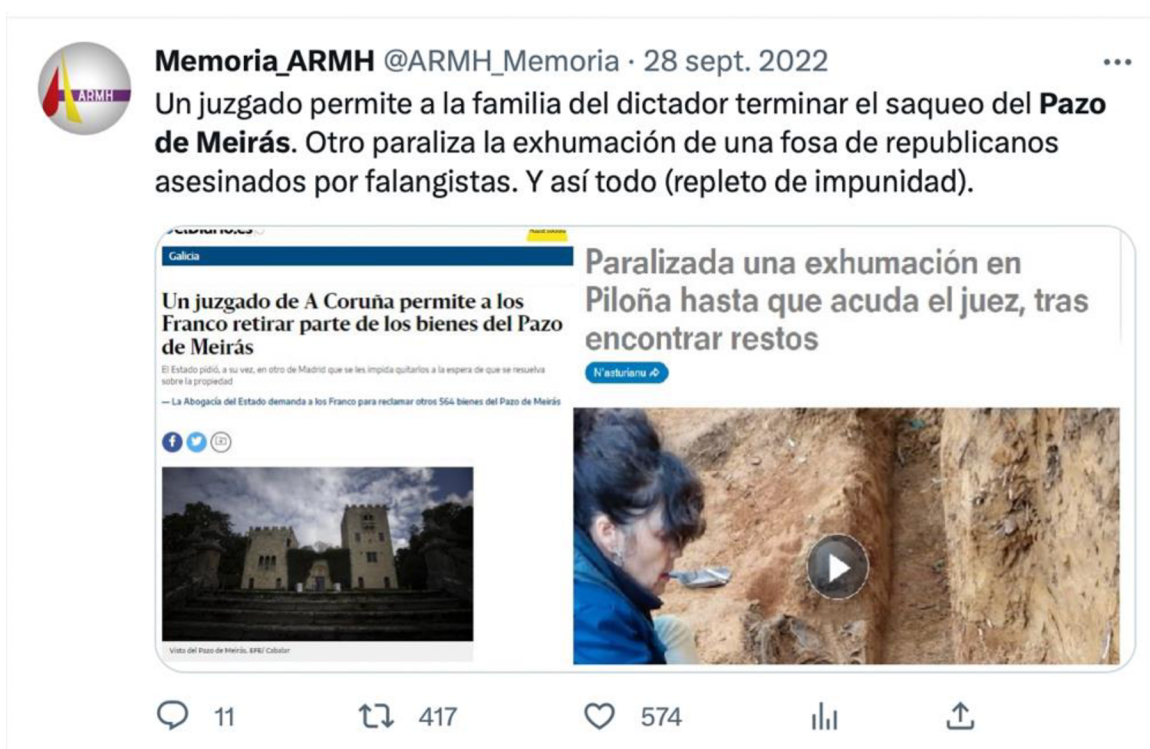 Memoria_ARMH @ARMH_Memoria · 28 sept. 2022
ARMH
Un juzgado permite a la familia del dictador terminar el saqueo del Pazo
de Meirás. Otro paraliza la exhumación de una fosa de republicanos
asesinados por falangistas. Y así todo (repleto de impunidad).
Galicia
Un juzgado de A Coruña permite a los
Franco retirar parte de los bienes del Pazo
de Meirás
El Estado pidió, a su vez, en otro de Madrid que se les impida quitarlos a la espera de que se resuelva
sobre la propiedad
— La Abogacía del Estado demanda a los Franco para reclamar otros 564 bienes del Pazo de Meirás
Vista del Pazo de Meirás. EFE/ Cabalar
Paralizada una exhumación en
Piloña hasta que acuda el juez, tras
encontrar restos
N'asturianu
11
417
574